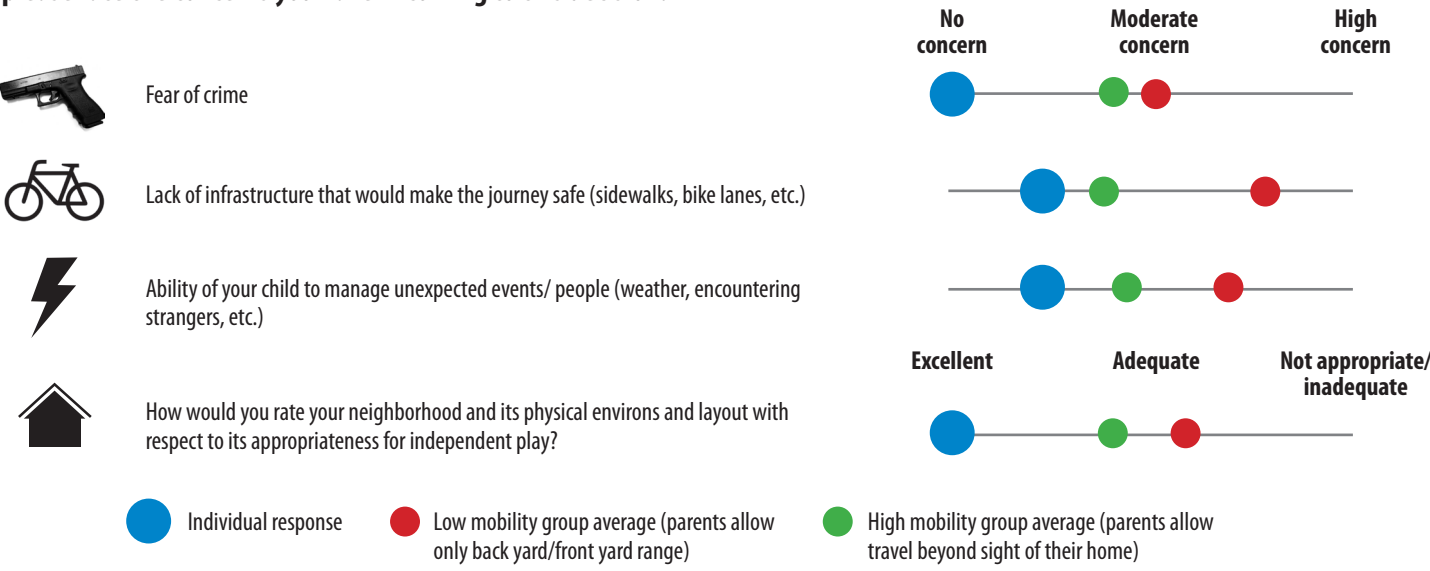 No
concern
Moderate
concern
High
concern
Fear of crime
Lack of infrastructure that would make the journey safe (sidewalks, bike lanes, etc.)
Ability of your child to manage unexpected events/ people (weather, encountering
strangers, etc.)
Excellent
Adequate
Not appropriate/
inadequate
How would you rate your neighborhood and its physical environs and layout with
respect to its appropriateness for independent play?
Individual response
Low mobility group average (parents allow
only back yard/front yard range)
High mobility group average (parents allow
travel beyond sight of their home)